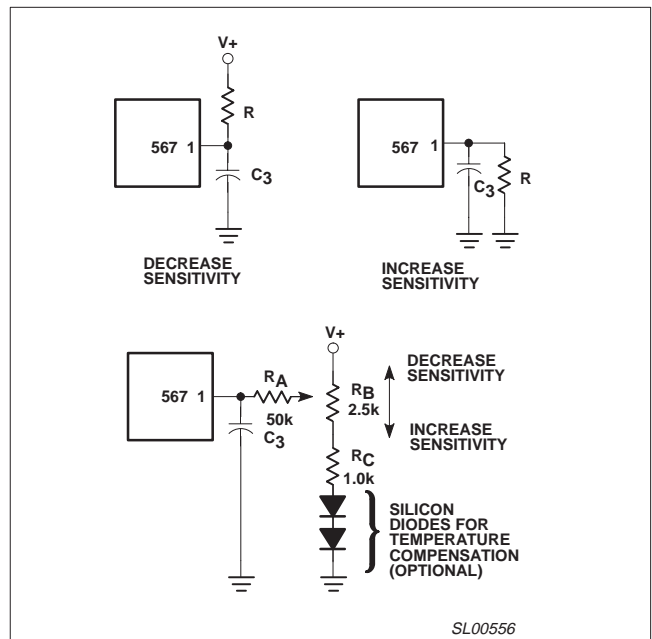 V+
R
567 1
C3
DECREASE
SENSITIVITY
567 1
C3
R
INCREASE
SENSITIVITY
V+
567 1
RA
50k
C3
RB
2.5k
DECREASE
SENSITIVITY
INCREASE
SENSITIVITY
RC
1.0k
SILICON
DIODES FOR
TEMPERATURE
COMPENSATION
(OPTIONAL)
SL00556